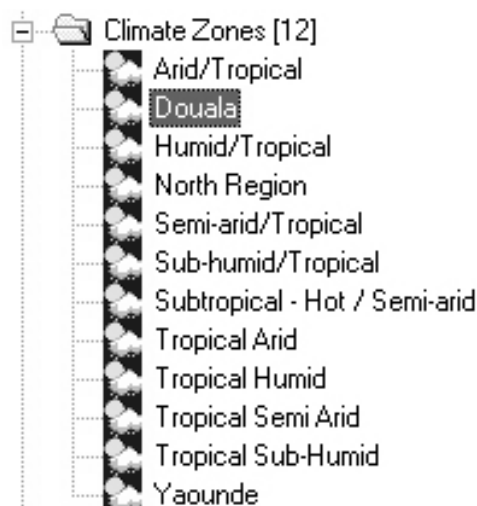 Climate Zones [12]
Arid/Tropical
Douala
Humid/Tropical
North Region
Semi-arid/Tropical
Sub-humid/Tropical
Subtropical - Hot / Semi-arid
Tropical Arid
Tropical Humid
Tropical Semi Arid
Tropical Sub-Humid
Yaounde